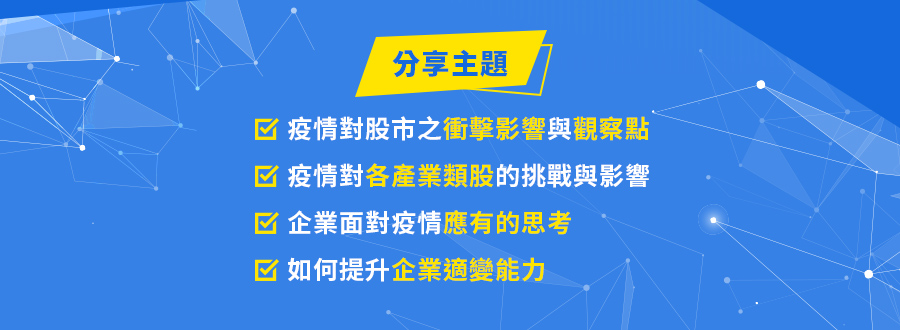 分享主題
疫情對股市之衝擊影響與觀察點
疫情對各產業類股的挑戰與影響
企業面對疫情應有的思考
如何提升企業適變能力